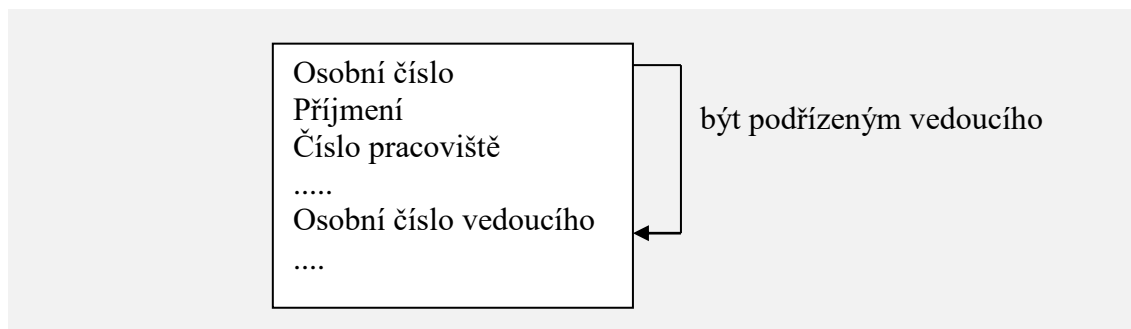 Osobní číslo
Příjmení
Číslo pracoviště
.....
Osobní číslo vedoucího
....
být podřízeným vedoucího